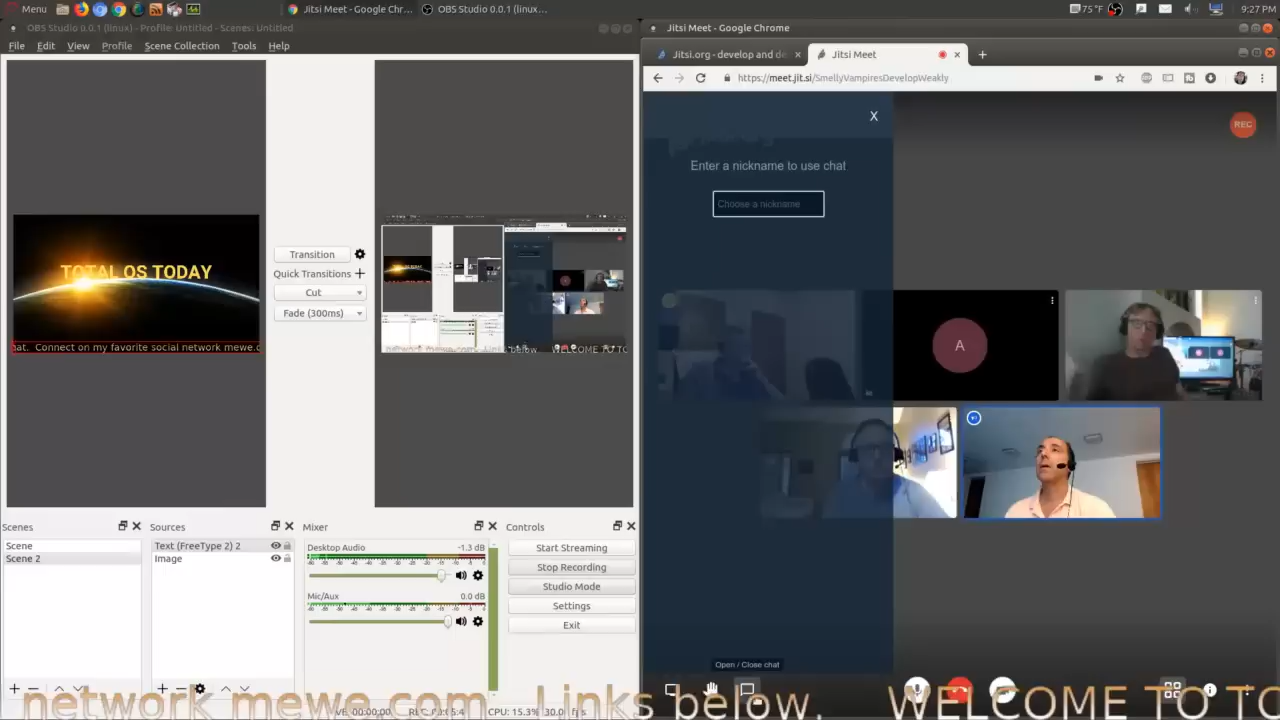 Menu
Jitsi Meet - Google Chr...
OBS Studio 0.0.1 (linux...
75 °F
9:27 PM
OBS Studio 0.0.1 (linux) - Profile: Untitled - Scenes: Untitled
File Edit View Profile Scene Collection Tools Help
TOTAL OS TODAY
hat. Connect on my favorite social network mewe.c
Transition
Quick Transitions
Cut
Fade (300ms)
Scenes
Scene
Scene 2
Sources
Text (FreeType 2) 2
Image
Mixer
Desktop Audio -1.3 dB
Mic/Aux 0.0 dB
Controls
Start Streaming
Stop Recording
Studio Mode
Settings
Exit
CPU: 15.3%
Jitsi Meet - Google Chrome
Jitsi.org - develop and de
Jitsi Meet
https://meet.jit.si/SmellyVampiresDevelopWeakly
X
REC
Enter a nickname to use chat
Choose a nickname
A
Open / Close chat
network mewe.com Links below. WELCOME TO TO